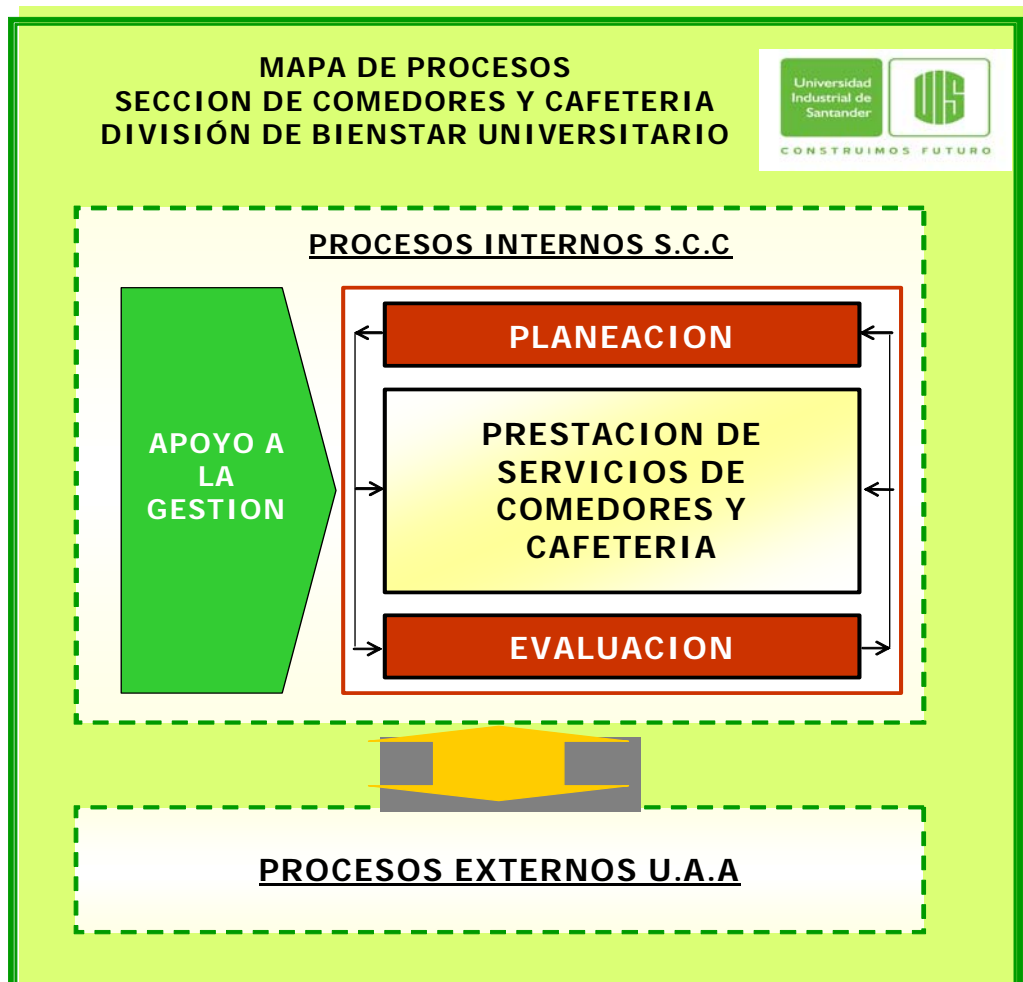 MAPA DE PROCESOS
SECCION DE COMEDORES Y CAFETERIA
DIVISIÓN DE BIENSTAR UNIVERSITARIO
Universidad
Industrial de
Santander
UIS
CONSTRUIMOS FUTURO
PROCESOS INTERNOS S.C.C
APOYO A
LA
GESTION
PLANEACION
PRESTACION DE
SERVICIOS DE
COMEDORES Y
CAFETERIA
EVALUACION
PROCESOS EXTERNOS U.A.A